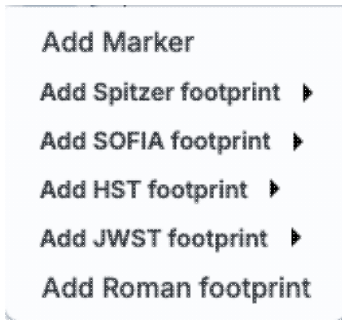 Add Marker
Add Spitzer footprint
Add SOFIA footprint
Add HST footprint
Add JWST footprint
Add Roman footprint